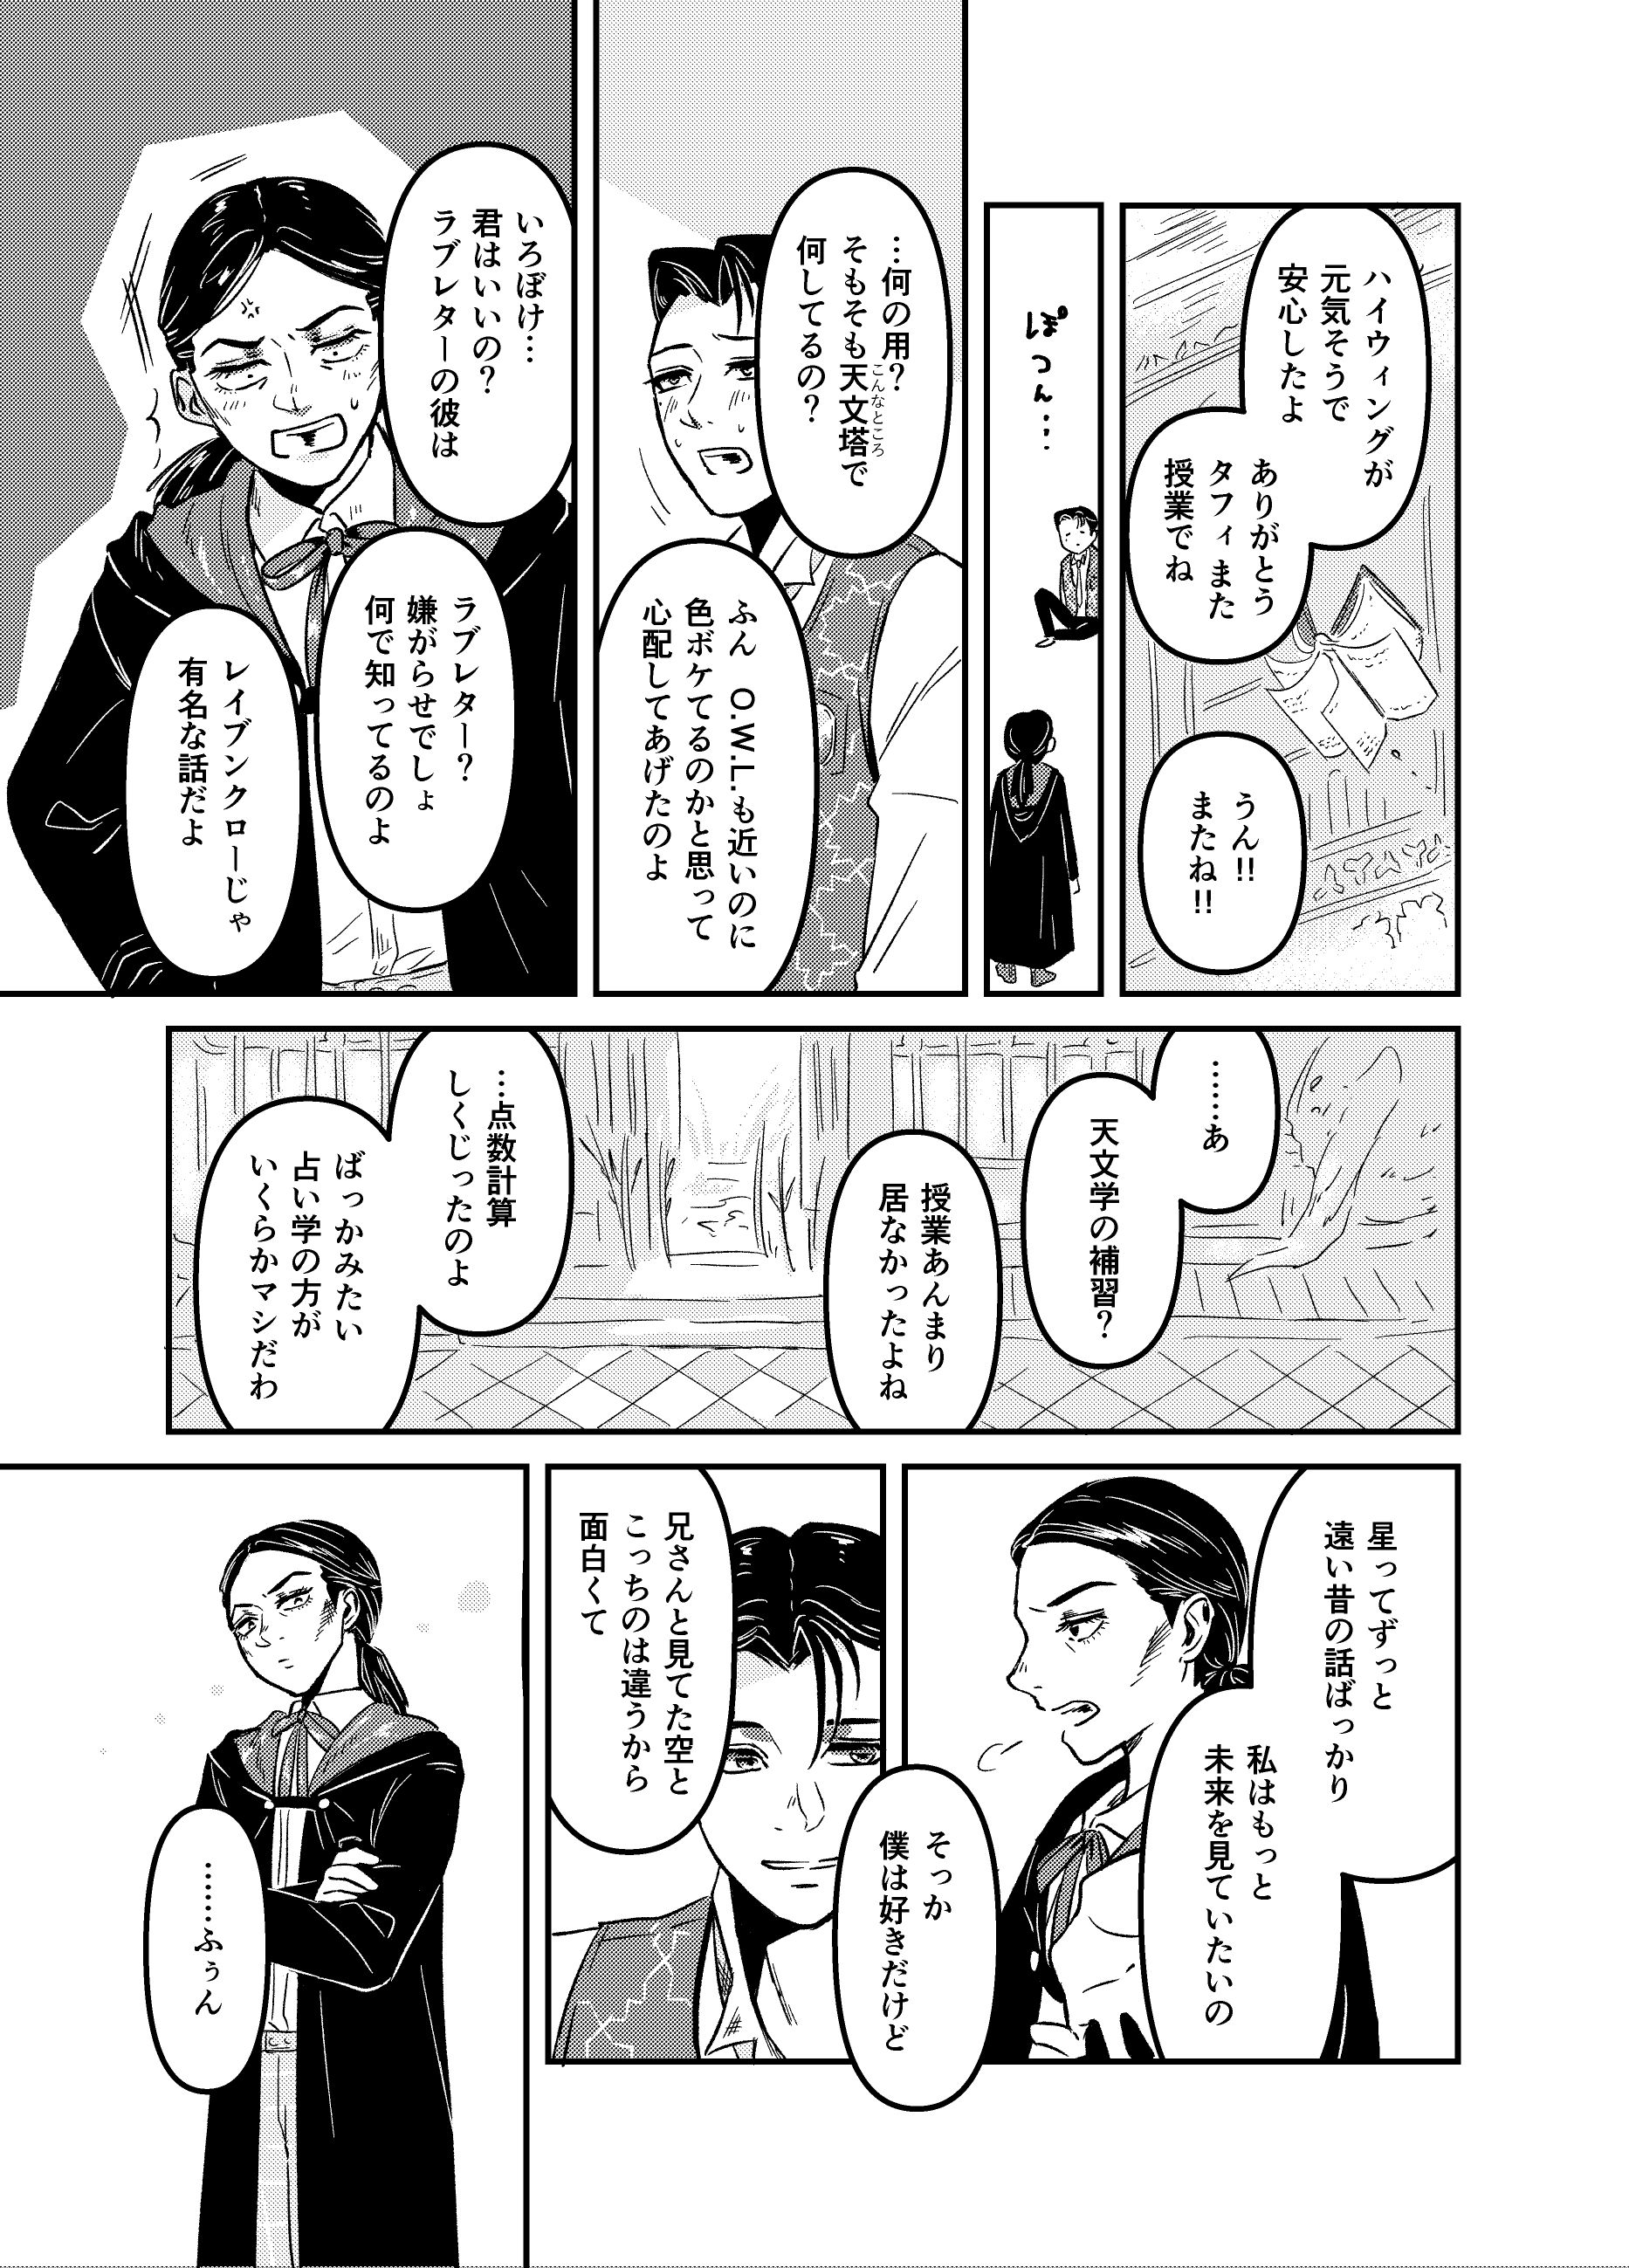 ハイウィングが
元気そうで
安心したよ
ありがとう
タフィまた
授業でね
うん!!
またね!!
ぽつん…
…何の用?
そもそも天文塔で
こんなところ
何してるの?
ふん O.W.L.も近いのに
色ボケてるのかと思って
心配してあげたのよ
いろぼけ…
君はいいの?
ラブレターの彼は
ラブレター?
嫌がらせでしょ
何で知ってるのよ
レイブンクローじゃ
有名な話だよ
……あ
天文学の補習?
授業あんまり
居なかったよね
…点数計算
しくじったのよ
ばっかみたい
占い学の方が
いくらかマシだわ
星ってずっと
遠い昔の話ばっかり
私はもっと
未来を見ていたいの
そっか
僕は好きだけど
兄さんと見てた空と
こっちのは違うから
面白くて
……ふぅん